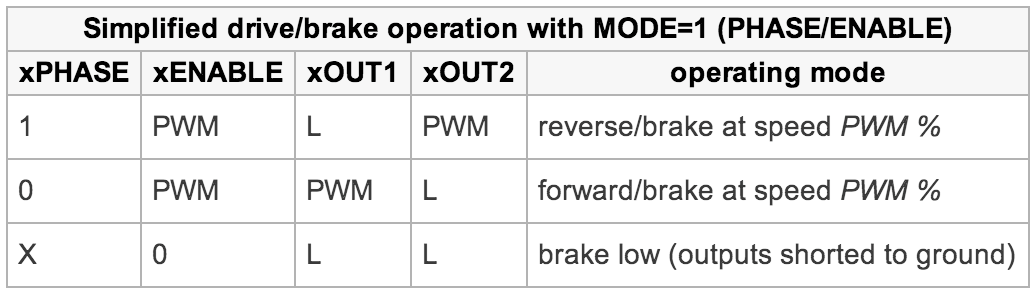 Simplified drive/brake operation with MODE=1 (PHASE/ENABLE)
xPHASE xENABLE xOUT1 xOUT2 operating mode
1 PWM L PWM reverse/brake at speed PWM %
0 PWM PWM L forward/brake at speed PWM %
X 0 L L brake low (outputs shorted to ground)